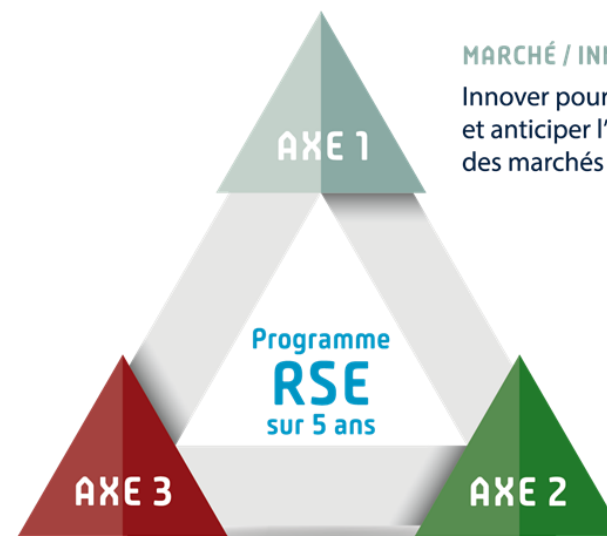 MARCHÉ /
Innover pour
et anticiper
des marchés
AXE 1
Programme
RSE
sur 5 ans
AXE 3
AXE 2